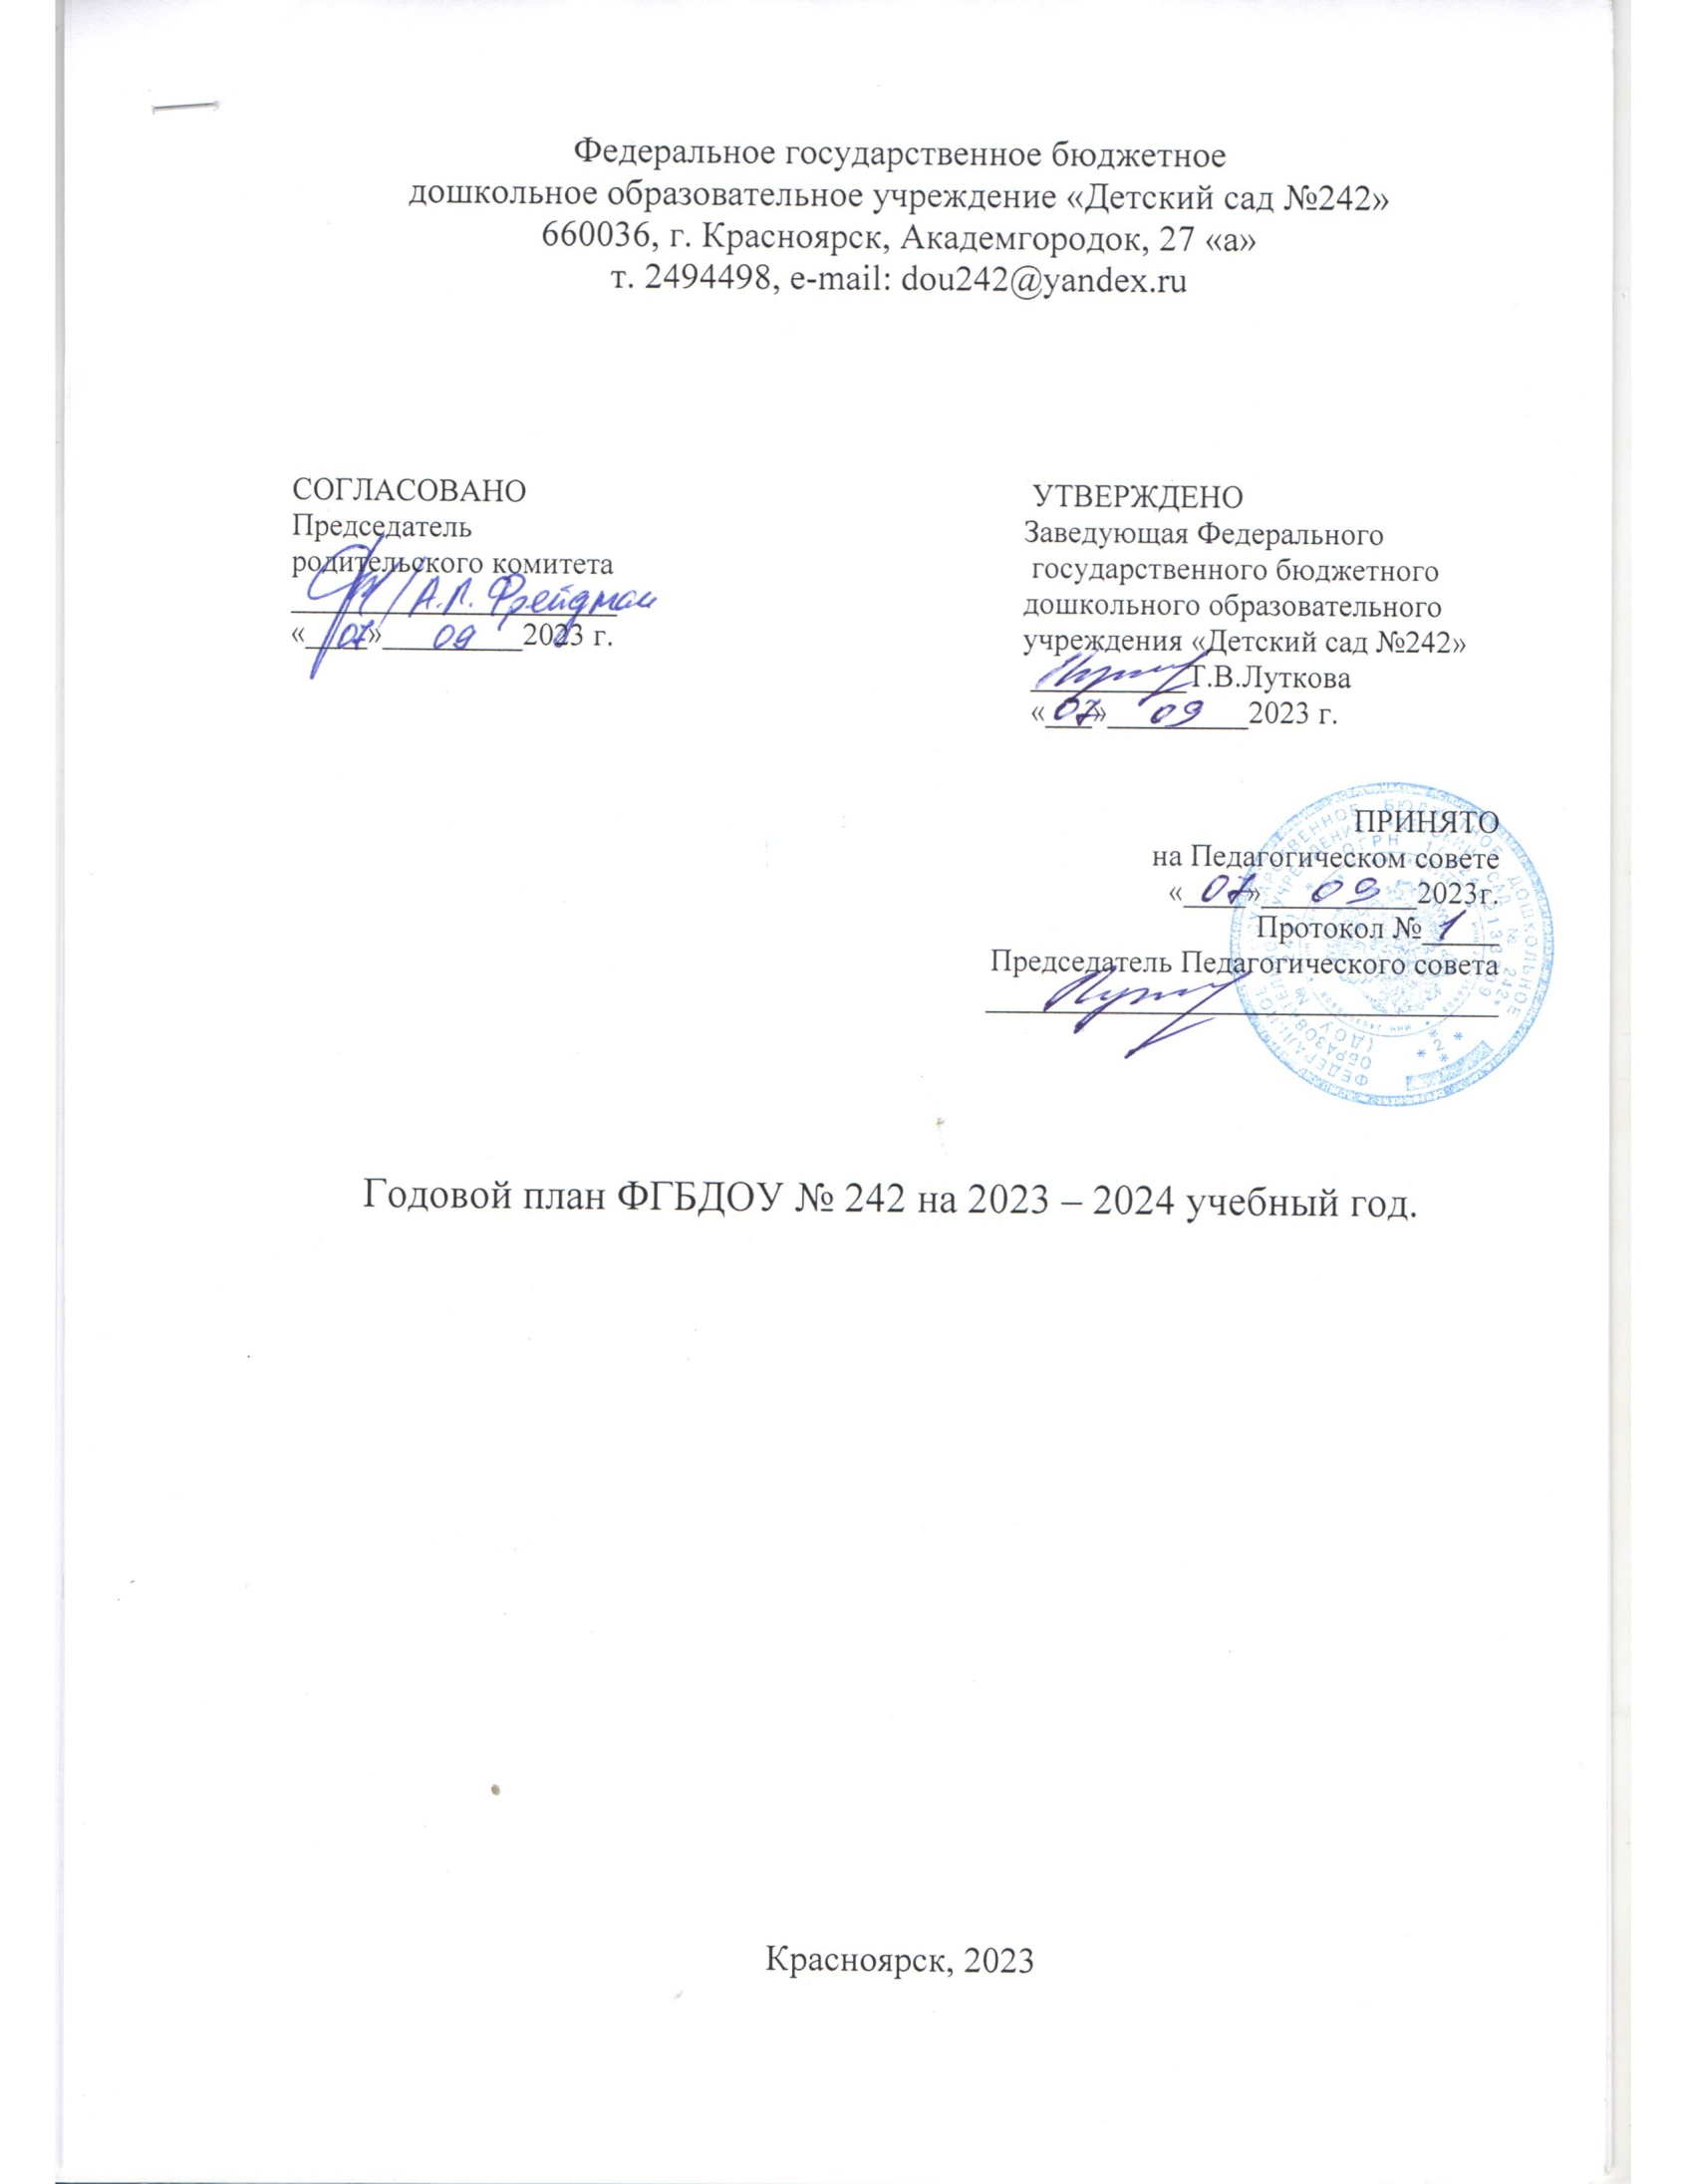 Федеральное государственное бюджетное
дошкольное образовательное учреждение «Детский сад №242»
660036, г. Красноярск, Академгородок, 27 «а»
т. 2494498, e-mail: dou242@yandex.ru
СОГЛАСОВАНО
Председатель
родительского комитета
/А.Л. Фрейдман
«07» 09 2023 г.
УТВЕРЖДЕНО
Заведующая Федерального
государственного бюджетного
дошкольного образовательного
учреждения «Детский сад №242»
Т.В.Луткова
«07» 09 2023 г.
ПРИНЯТО
на Педагогическом совете
«07» 09 2023г.
Протокол № 1
Председатель Педагогического совета
Годовой план ФГБДОУ № 242 на 2023 – 2024 учебный год.
Красноярск, 2023